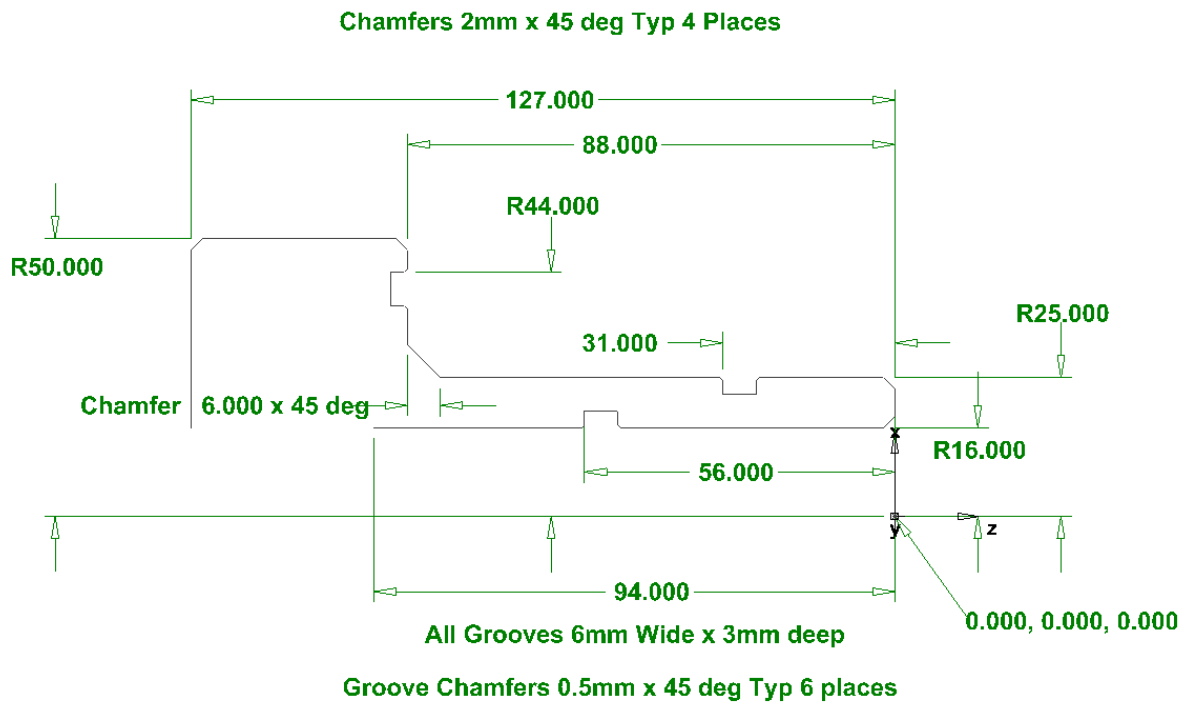 Chamfers 2mm x 45 deg Typ 4 Places
127.000
88.000
R44.000
R50.000
R25.000
31.000
Chamfer 6.000 x 45 deg
x
R16.000
56.000
y
z
94.000
0.000, 0.000, 0.000
All Grooves 6mm Wide x 3mm deep
Groove Chamfers 0.5mm x 45 deg Typ 6 places